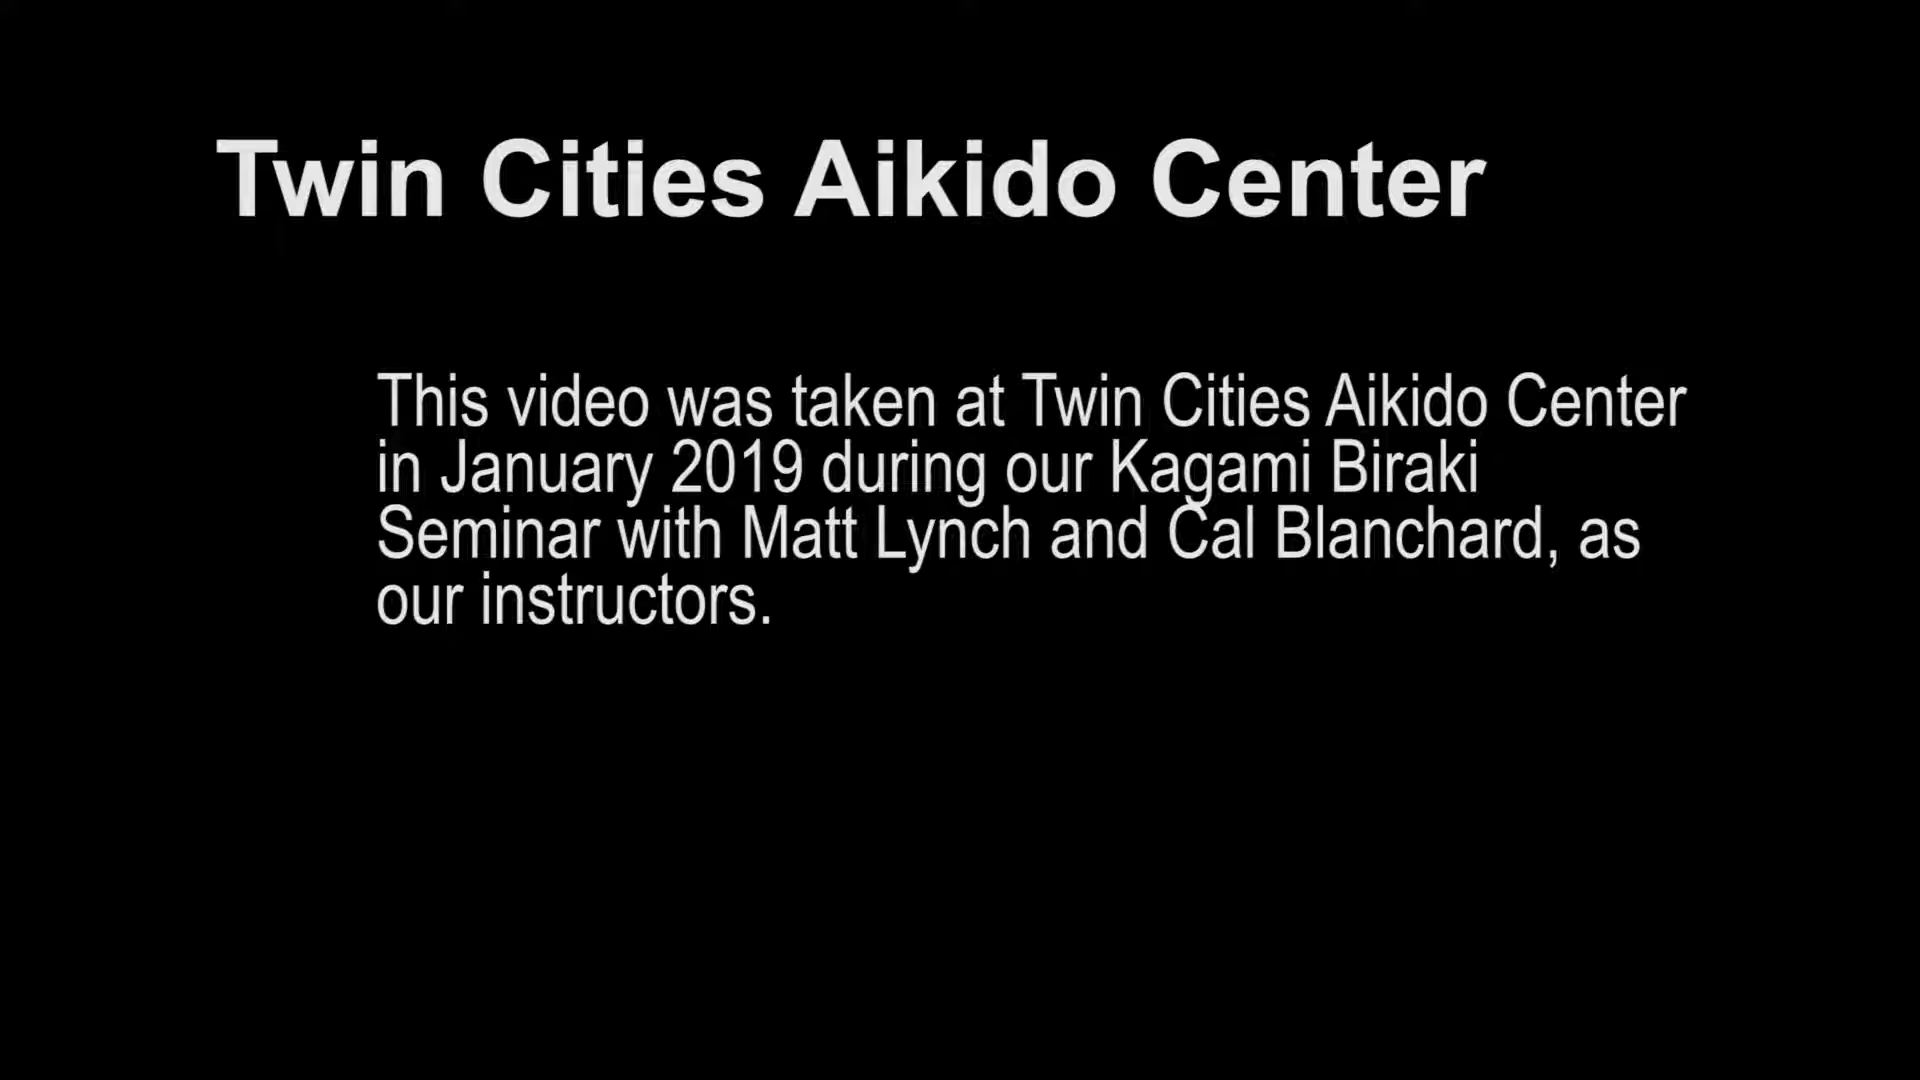 Twin Cities Aikido Center
This video was taken at Twin Cities Aikido Center
in January 2019 during our Kagami Biraki
Seminar with Matt Lynch and Cal Blanchard, as
our instructors.